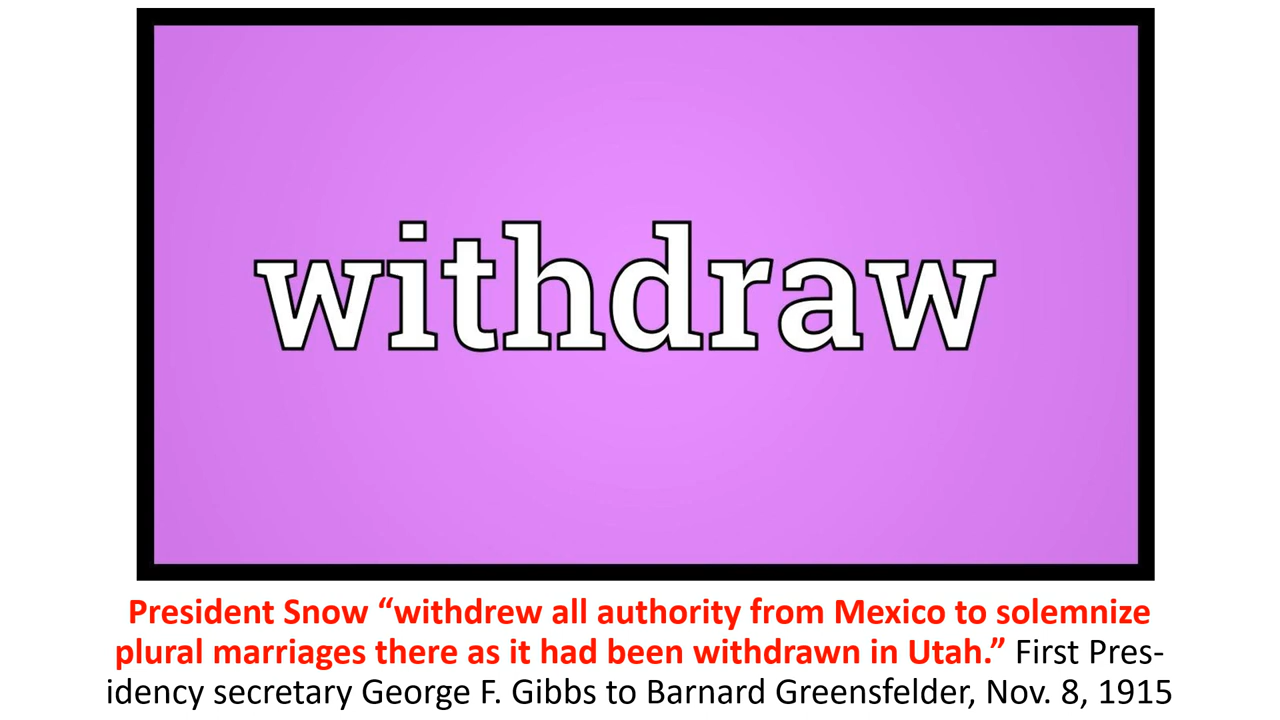 withdraw
President Snow “withdrew all authority from Mexico to solemnize
plural marriages there as it had been withdrawn in Utah.” First Pres-
idency secretary George F. Gibbs to Barnard Greensfelder, Nov. 8, 1915